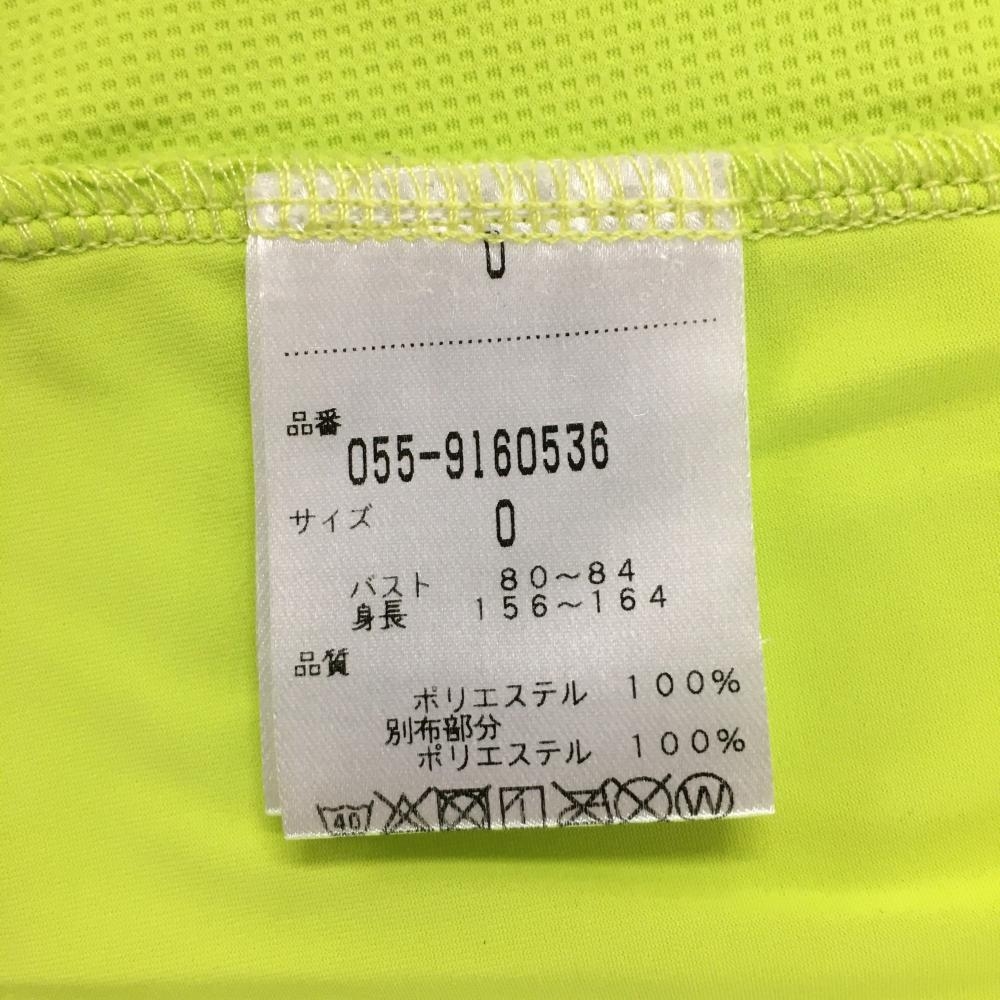 0
品番
055-9160536
サイズ 0
バスト 80~84
身長 156~164
品質
ポリエステル 100%
別布部分
ポリエステル 100%
40 W